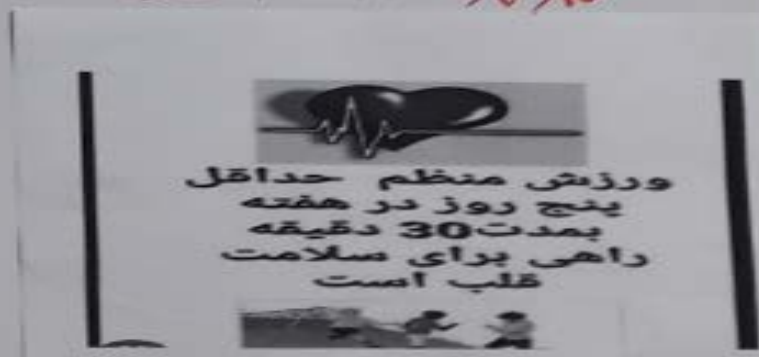 ورزش منظم حداقل
پنج روز در هفته
بمدت30 دقیقه
راهی برای سلامت
قلب است